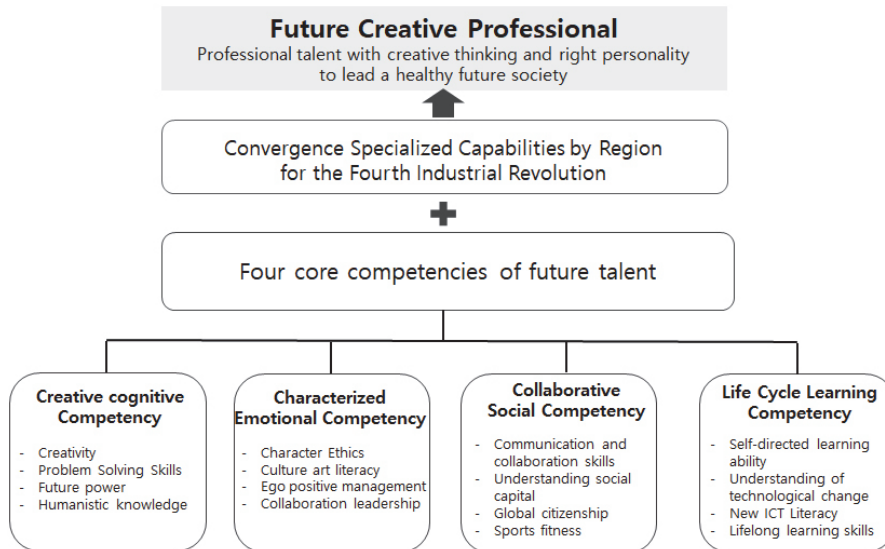 Future Creative Professional
Professional talent with creative thinking and right personality
to lead a healthy future society
Convergence Specialized Capabilities by Region
for the Fourth Industrial Revolution
Four core competencies of future talent
Creative cognitive
Competency
- Creativity
- Problem Solving Skills
- Future power
- Humanistic knowledge
Characterized
Emotional Competency
- Character Ethics
- Culture art literacy
- Ego positive management
- Collaboration leadership
Collaborative
Social Competency
- Communication and
collaboration skills
- Understanding social
capital
- Global citizenship
- Sports fitness
Life Cycle Learning
Competency
- Self-directed learning
ability
- Understanding of
technological change
- New ICT Literacy
- Lifelong learning skills